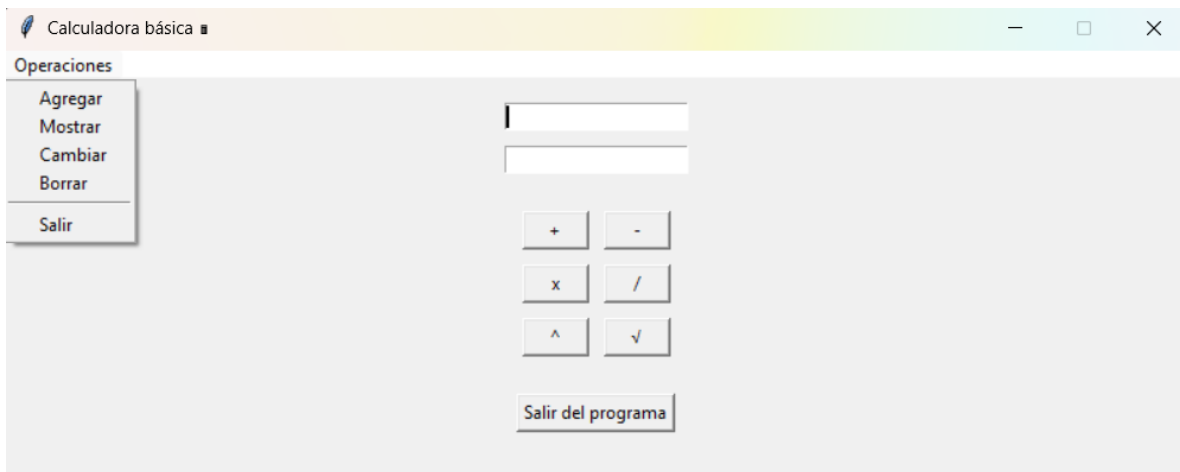 Calculadora básica
Operaciones
Agregar
Mostrar
Cambiar
Borrar
Salir
+ -
x /
^ √
Salir del programa